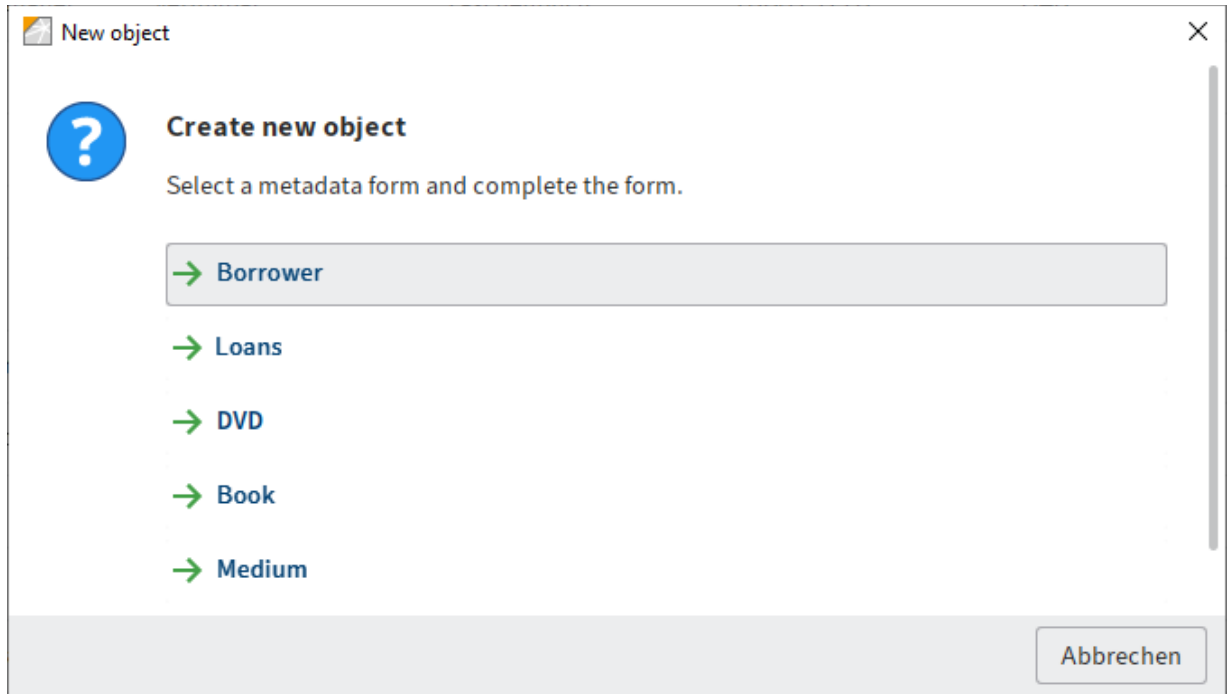 New object
Create new object
Select a metadata form and complete the form.
Borrower
Loans
DVD
Book
Medium
Abbrechen